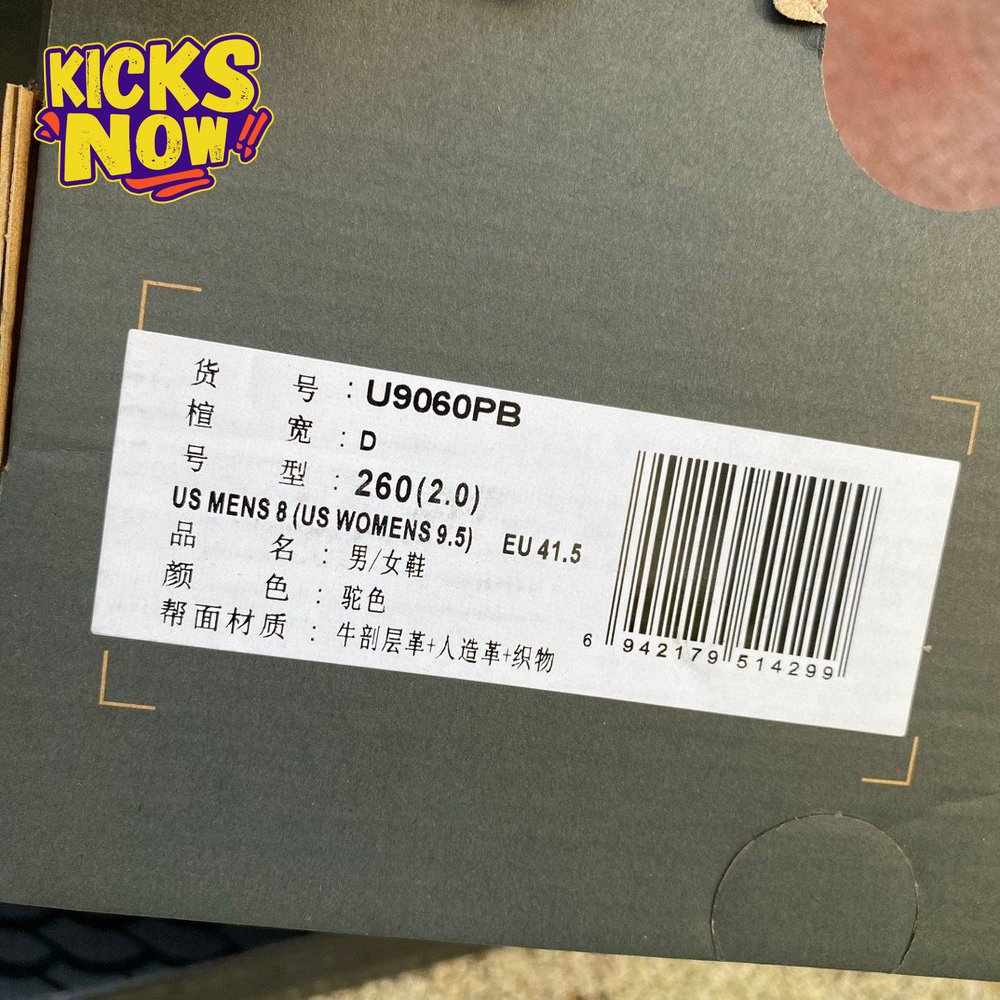 KICKS
NOW!!
货 号 : U9060PB
楦 宽 : D
号 型 : 260(2.0)
US MENS 8 (US WOMENS 9.5) EU 41.5
品 名 : 男/女鞋
颜 色 : 驼色
帮面材质 : 牛剖层革+人造革+织物
6 942179 514299